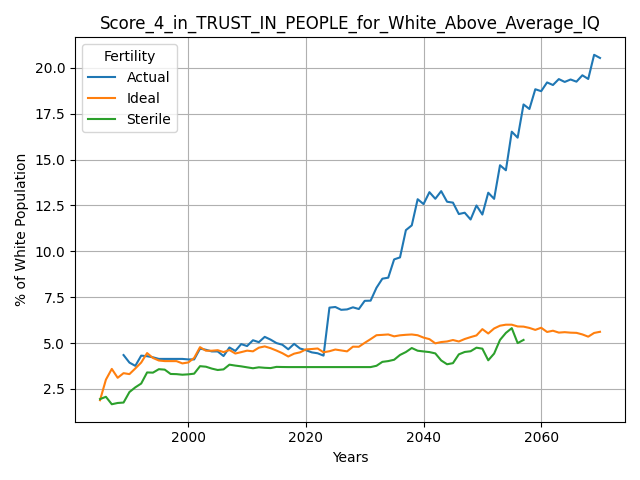 Score_4_in_TRUST_IN_PEOPLE_for_White_Above_Average_IQ
Fertility
Actual
Ideal
Sterile
% of White Population
20.0
17.5
15.0
12.5
10.0
7.5
5.0
2.5
2000
2020
2040
2060
Years